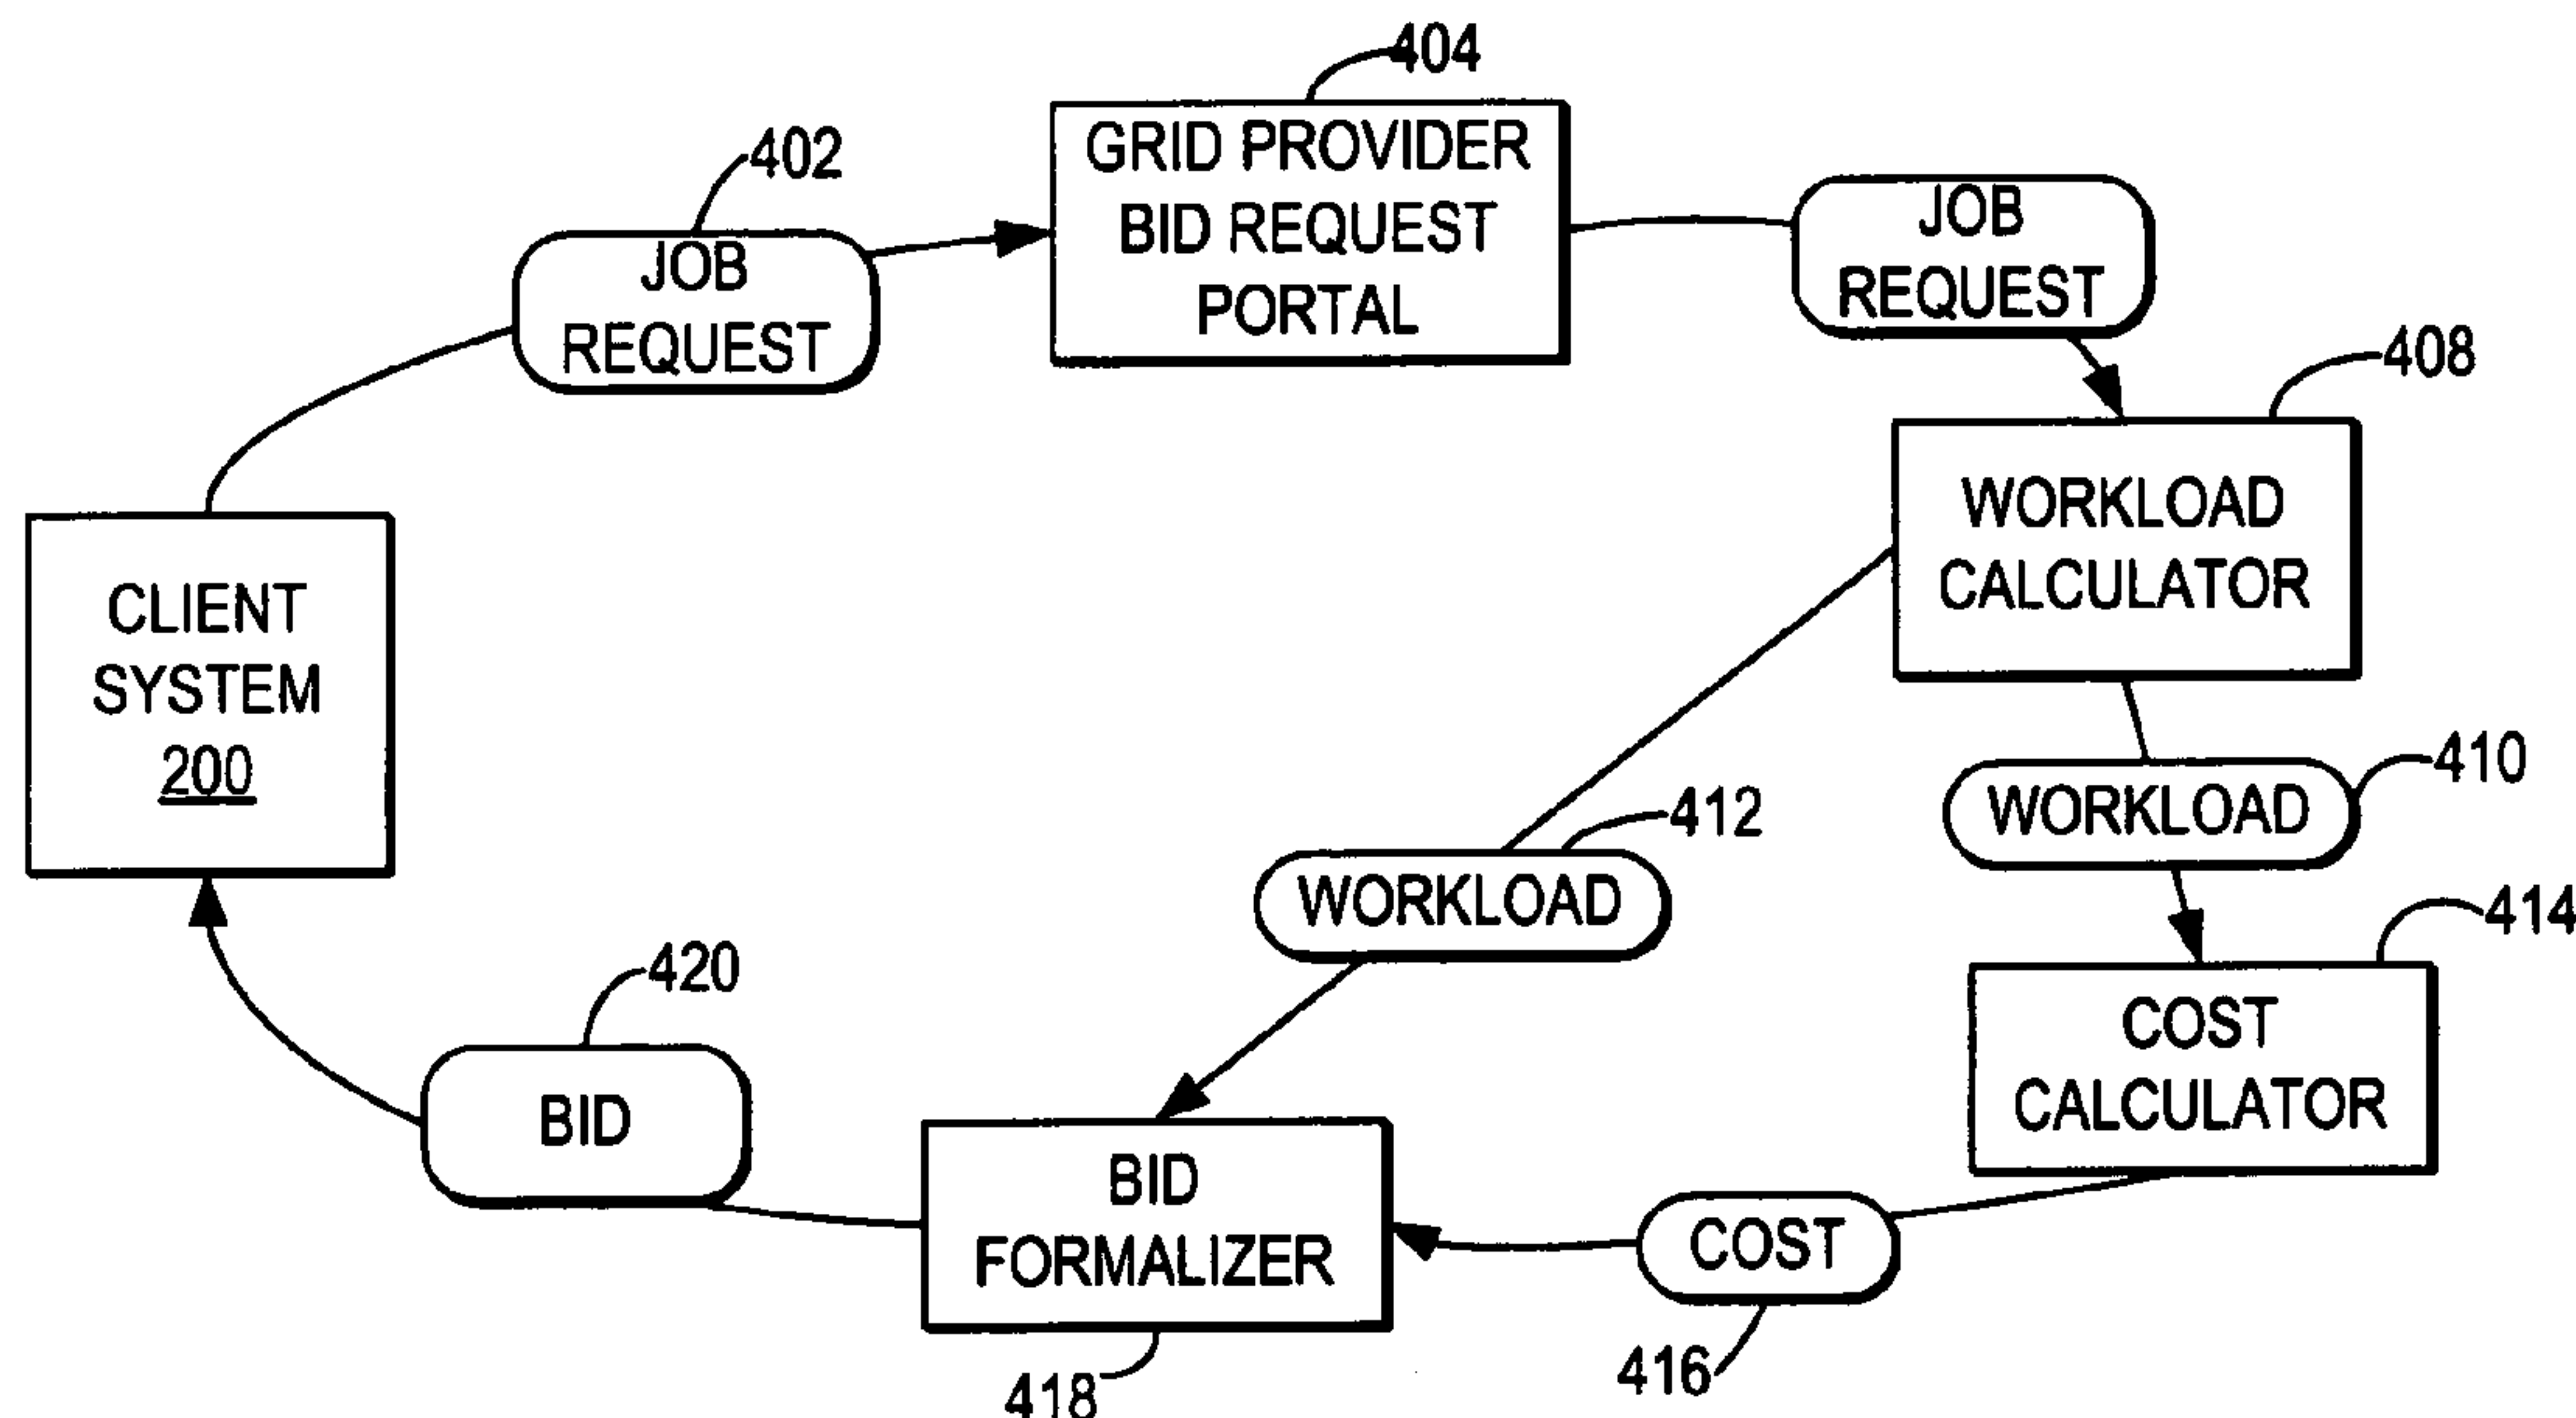 404
GRID PROVIDER
BID REQUEST
PORTAL
402
JOB
REQUEST
JOB
REQUEST
408
WORKLOAD
CALCULATOR
CLIENT
SYSTEM
200
410
WORKLOAD
412
WORKLOAD
414
COST
CALCULATOR
420
BID
BID
FORMALIZER
418
COST
416